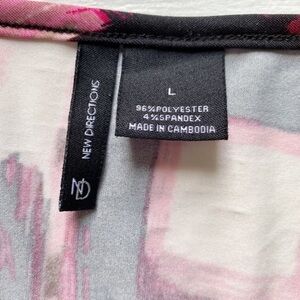 NEW DIRECTIONS
ND
L
96%POLYESTER
4%SPANDEX
MADE IN CAMBODIA